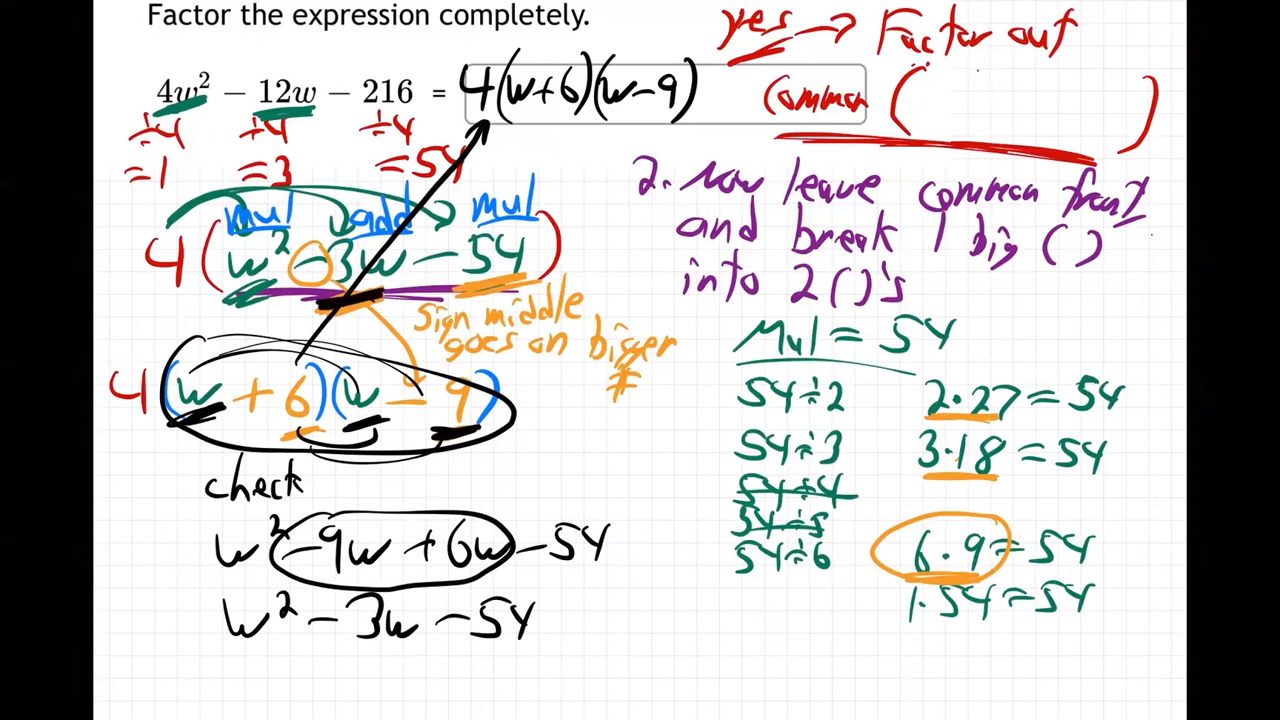 Factor the expression completely.
4w² − 12w − 216 = 4(w+6)(w−9)
÷4 ÷4 ÷4
=1 =3 =54
yes → Factor out
common ( )
mul add mul
4(w² − 3w − 54)
2. Now leave common front
and break 1 big ()
into 2 ()'s
sign middle
goes on bigger
#
4(w + 6)(w − 9)
check
w² − 9w + 6w − 54
w² − 3w − 54
Mul = 54
54÷2 2·27 = 54
54÷3 3·18 = 54
54÷4
54÷5
54÷6 6·9 = 54
1·54 = 54